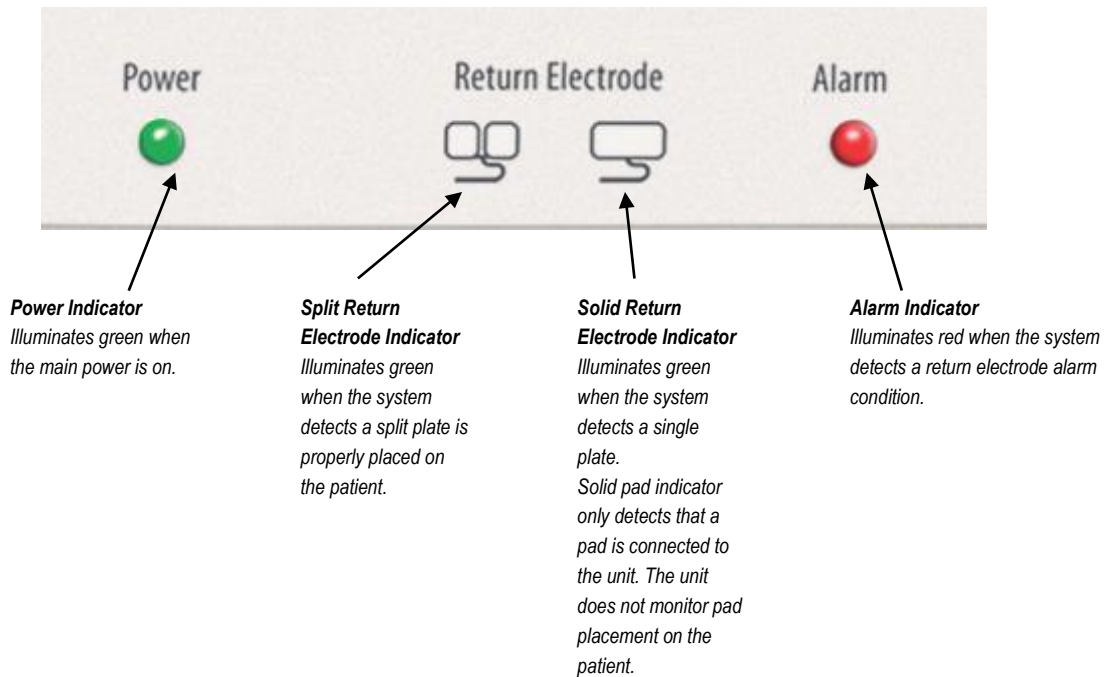 Power
Return Electrode
Alarm
Power Indicator
Illuminates green when
the main power is on.
Split Return
Electrode Indicator
Illuminates green
when the system
detects a split plate is
properly placed on
the patient.
Solid Return
Electrode Indicator
Illuminates green
when the system
detects a single
plate.
Solid pad indicator
only detects that a
pad is connected to
the unit. The unit
does not monitor pad
placement on the
patient.
Alarm Indicator
Illuminates red when the system
detects a return electrode alarm
condition.